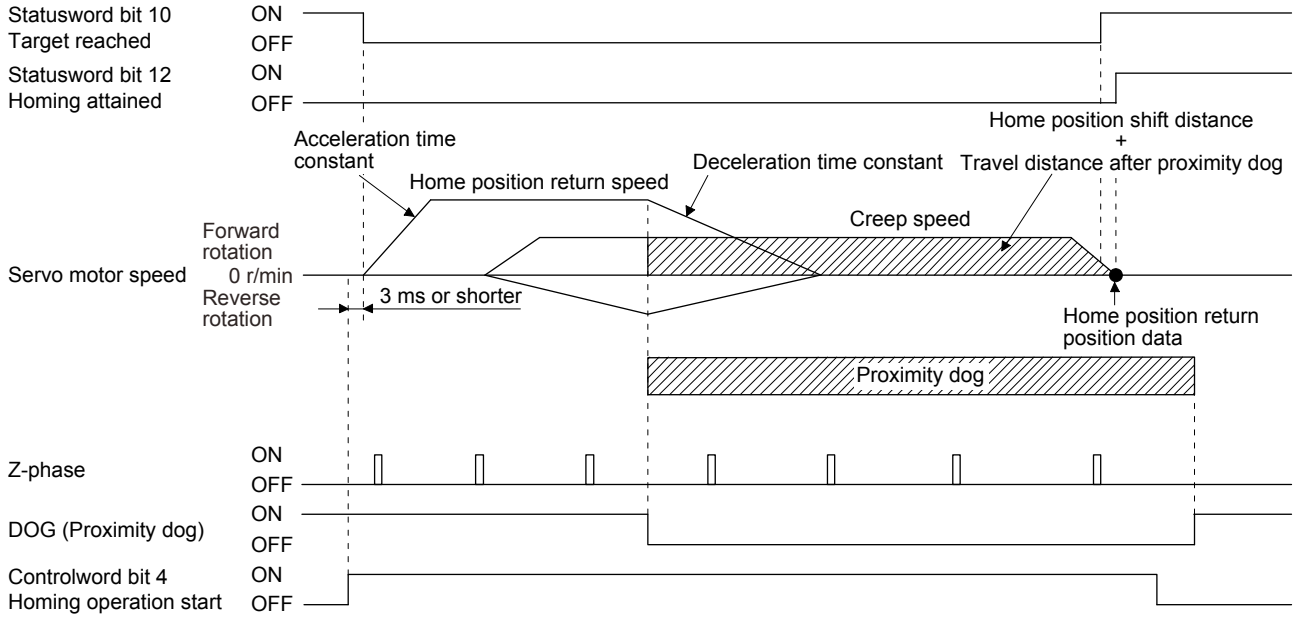 Statusword bit 10
Target reached
ON
OFF
Statusword bit 12
Homing attained
ON
OFF
Home position shift distance
+
Travel distance after proximity dog
Acceleration time
constant
Home position return speed
Deceleration time constant
Creep speed
Servo motor speed
Forward
rotation
0 r/min
Reverse
rotation
3 ms or shorter
Home position return
position data
Proximity dog
Z-phase
ON
OFF
DOG (Proximity dog)
ON
OFF
Controlword bit 4
Homing operation start
ON
OFF